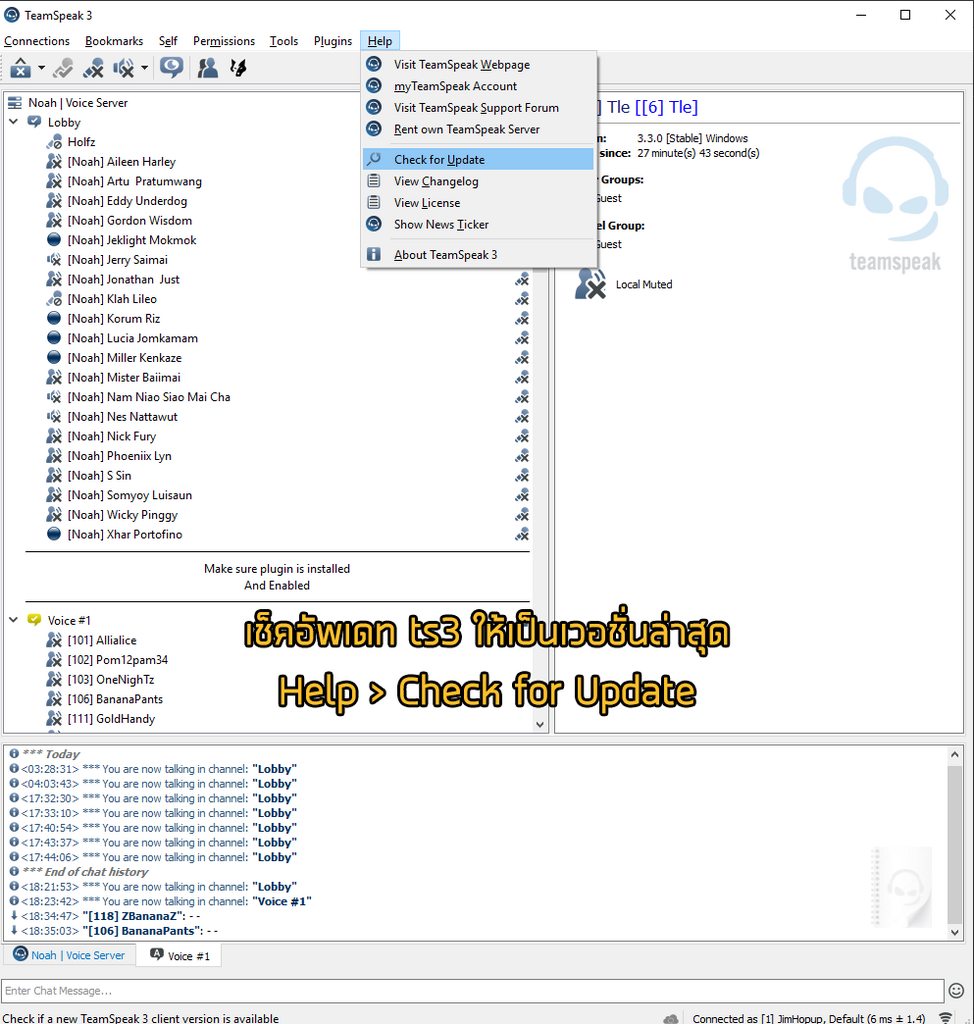 TeamSpeak 3
Connections Bookmarks Self Permissions Tools Plugins Help
Visit TeamSpeak Webpage
myTeamSpeak Account
Visit TeamSpeak Support Forum
Rent own TeamSpeak Server
Check for Update
View Changelog
View License
Show News Ticker
About TeamSpeak 3
Noah | Voice Server
Lobby
Holfz
[Noah] Aileen Harley
[Noah] Artu Pratumwang
[Noah] Eddy Underdog
[Noah] Gordon Wisdom
[Noah] Jeklight Mokmok
[Noah] Jerry Saimai
[Noah] Jonathan Just
[Noah] Klah Lileo
[Noah] Korum Riz
[Noah] Lucia Jomkamam
[Noah] Miller Kenkaze
[Noah] Mister Baiimai
[Noah] Nam Niao Siao Mai Cha
[Noah] Nes Nattawut
[Noah] Nick Fury
[Noah] Phoeniix Lyn
[Noah] S Sin
[Noah] Somyoy Luisaun
[Noah] Wicky Pinggy
[Noah] Xhar Portofino
Make sure plugin is installed
And Enabled
Voice #1
[101] Allialice
[102] Pom12pam34
[103] OneNighTz
[106] BananaPants
[111] GoldHandy
] Tle [[6] Tle]
n: 3.3.0 [Stable] Windows
since: 27 minute(s) 43 second(s)
r Groups:
uest
el Group:
uest
Local Muted
teamspeak
เช็คอัพเดท ts3 ให้เป็นเวอชั่นล่าสุด
Help > Check for Update
*** Today
<03:28:31> *** You are now talking in channel: "Lobby"
<04:03:43> *** You are now talking in channel: "Lobby"
<17:32:30> *** You are now talking in channel: "Lobby"
<17:33:10> *** You are now talking in channel: "Lobby"
<17:40:54> *** You are now talking in channel: "Lobby"
<17:43:37> *** You are now talking in channel: "Lobby"
<17:44:06> *** You are now talking in channel: "Lobby"
*** End of chat history
<18:21:53> *** You are now talking in channel: "Lobby"
<18:23:42> *** You are now talking in channel: "Voice #1"
<18:34:47> "[118] ZBananaZ": - -
<18:35:03> "[106] BananaPants": - -
Noah | Voice Server Voice #1
Enter Chat Message...
Check if a new TeamSpeak 3 client version is available Connected as [1] JimHopup, Default (6 ms ± 1.4)